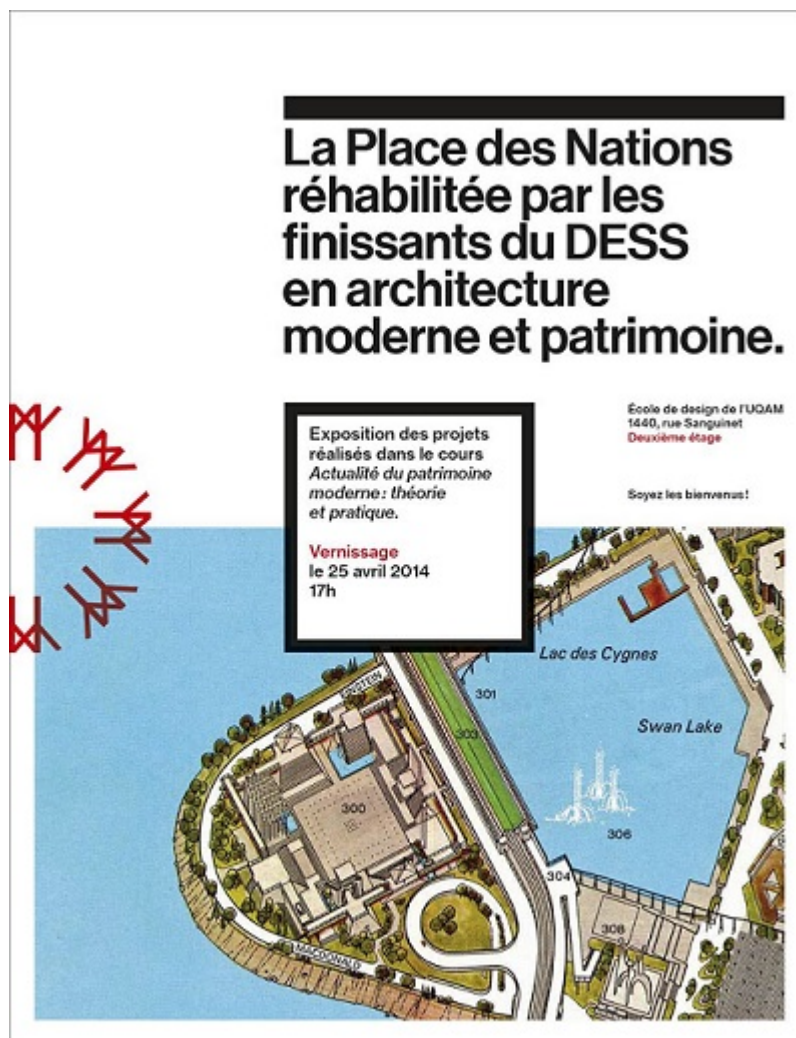 La Place des Nations
réhabilitée par les
finissants du DESS
en architecture
moderne et patrimoine.
Exposition des projets
réalisés dans le cours
Actualité du patrimoine
moderne : théorie
et pratique.
Vernissage
le 25 avril 2014
17h
École de design de l'UQAM
1440, rue Sanguinet
Deuxième étage
Soyez les bienvenus!
Lac des Cygnes
301
303
Swan Lake
300
306
304
308
MACDONALD